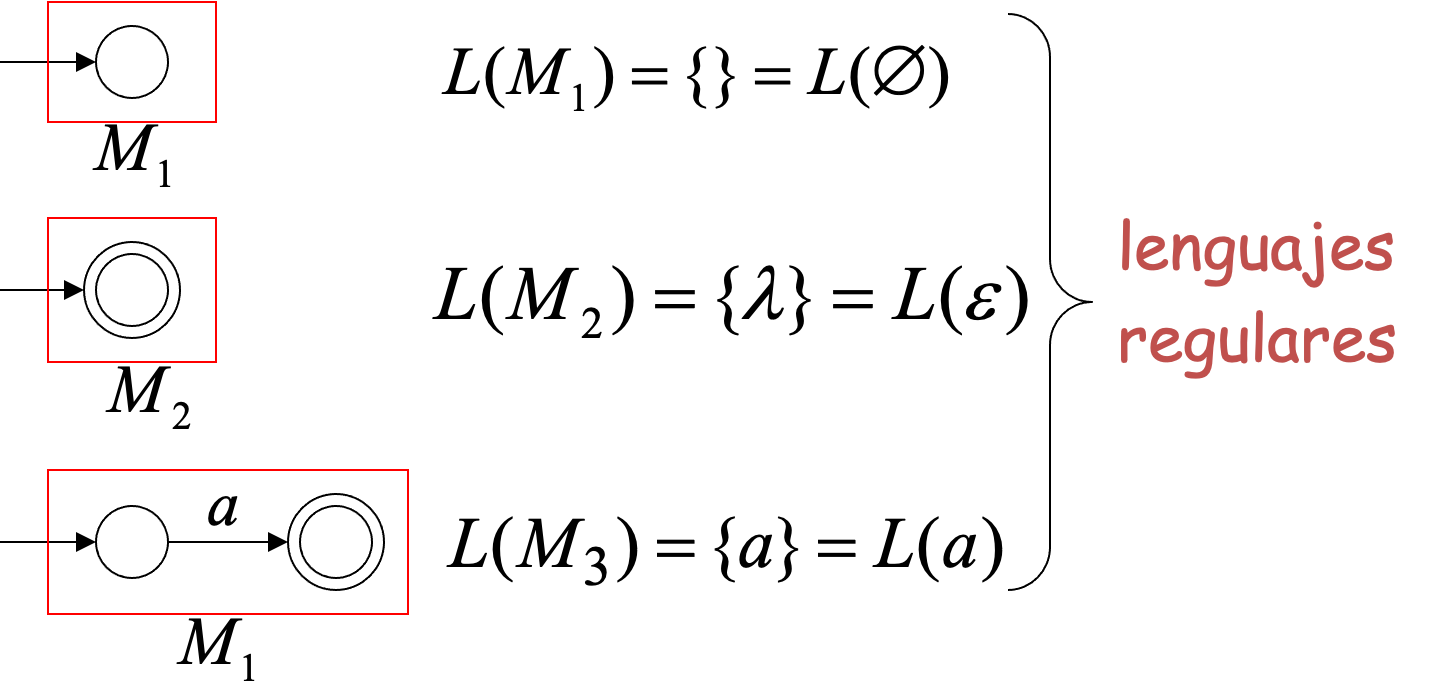 M₁
L(M₁) = {} = L(∅)
M₂
L(M₂) = {λ} = L(ε)
lenguajes
regulares
a
M₁
L(M₃) = {a} = L(a)